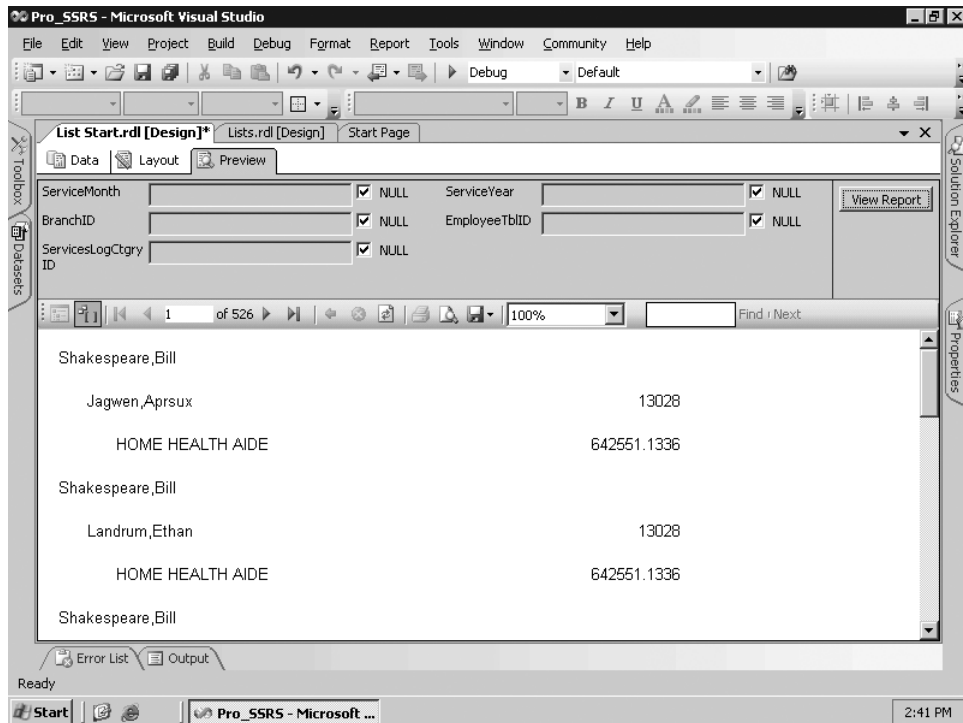 Pro_SSRS - Microsoft Visual Studio
File Edit View Project Build Debug Format Report Tools Window Community Help
Debug Default
B I U A
List Start.rdl [Design]* Lists.rdl [Design] Start Page
Data Layout Preview
Toolbox
Datasets
Solution Explorer
Properties
ServiceMonth NULL ServiceYear NULL View Report
BranchID NULL EmployeeTblID NULL
ServicesLogCtgry NULL
ID
1 of 526 100% Find | Next
Shakespeare,Bill
Jagwen,Aprsux 13028
HOME HEALTH AIDE 642551.1336
Shakespeare,Bill
Landrum,Ethan 13028
HOME HEALTH AIDE 642551.1336
Shakespeare,Bill
Error List Output
Ready
Start Pro_SSRS - Microsoft ... 2:41 PM